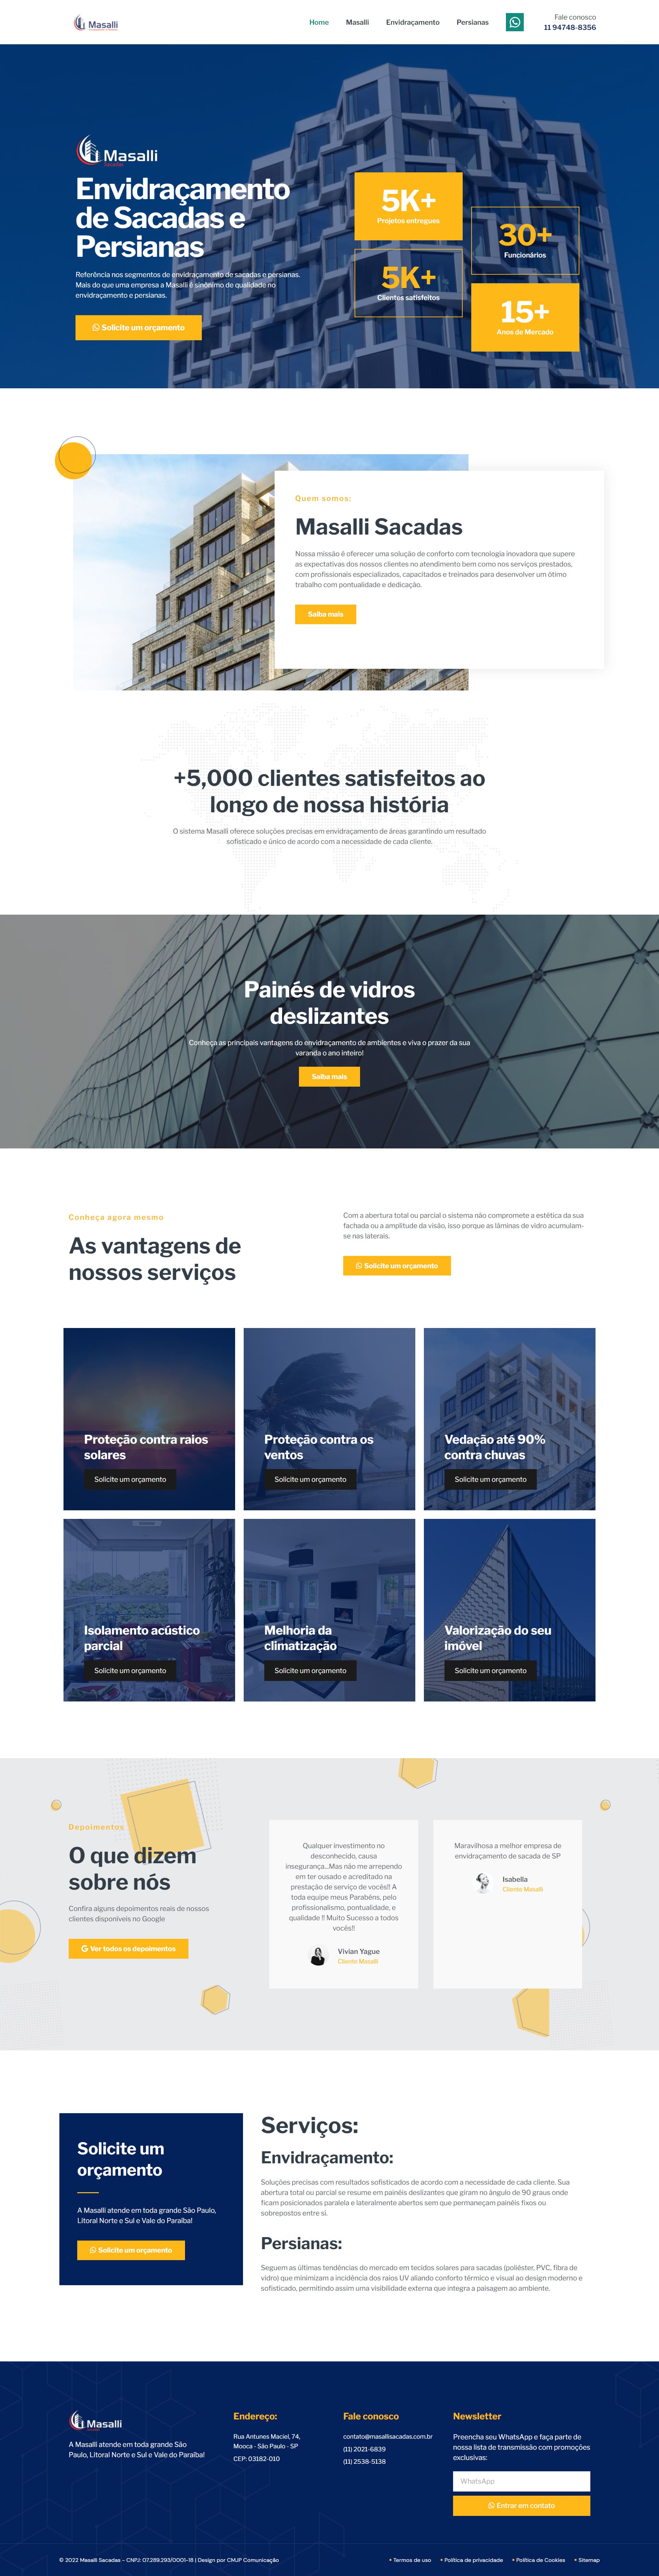 Masalli
Home
Masalli
Envidraçamento
Persianas
Fale conosco
11 94748-8356
Masalli
Sacadas
Envidraçamento
de Sacadas e
Persianas
Referência nos segmentos de envidraçamento de sacadas e persianas.
Mais do que uma empresa a Masalli é sinônimo de qualidade no
envidraçamento e persianas.
Solicite um orçamento
5K+
Projetos entregues
30+
Funcionários
5K+
Clientes satisfeitos
15+
Anos de Mercado
Quem somos:
Masalli Sacadas
Nossa missão é oferecer uma solução de conforto com tecnologia inovadora que supere
as expectativas dos nossos clientes no atendimento bem como nos serviços prestados,
com profissionais especializados, capacitados e treinados para desenvolver um ótimo
trabalho com pontualidade e dedicação.
Saiba mais
+5,000 clientes satisfeitos ao
longo de nossa história
O sistema Masalli oferece soluções precisas em envidraçamento de áreas garantindo um resultado
sofisticado e único de acordo com a necessidade de cada cliente.
Painés de vidros
deslizantes
Conheça as principais vantagens do envidraçamento de ambientes e viva o prazer da sua
varanda o ano inteiro!
Saiba mais
Conheça agora mesmo
As vantagens de
nossos serviços
Com a abertura total ou parcial o sistema não compromete a estética da sua
fachada ou a amplitude da visão, isso porque as lâminas de vidro acumulam-
se nas laterais.
Solicite um orçamento
Proteção contra raios
solares
Solicite um orçamento
Proteção contra os
ventos
Solicite um orçamento
Vedação até 90%
contra chuvas
Solicite um orçamento
Isolamento acústico
parcial
Solicite um orçamento
Melhoria da
climatização
Solicite um orçamento
Valorização do seu
imóvel
Solicite um orçamento
Depoimentos
O que dizem
sobre nós
Confira alguns depoimentos reais de nossos
clientes disponíveis no Google
Ver todos os depoimentos
Qualquer investimento no
desconhecido, causa
insegurança...Mas não me arrependo
em ter ousado e acreditado na
prestação de serviço de vocês!! A
toda equipe meus Parabéns, pelo
profissionalismo, pontualidade, e
qualidade !! Muito Sucesso a todos
vocês!!
Vivian Yague
Cliente Masalli
Maravilhosa a melhor empresa de
envidraçamento de sacada de SP
Isabella
Cliente Masalli
Solicite um
orçamento
A Masalli atende em toda grande São Paulo,
Litoral Norte e Sul e Vale do Paraíba!
Solicite um orçamento
Serviços:
Envidraçamento:
Soluções precisas com resultados sofisticados de acordo com a necessidade de cada cliente. Sua
abertura total ou parcial se resume em painéis deslizantes que giram no ângulo de 90 graus onde
ficam posicionados paralela e lateralmente abertos sem que permaneçam painéis fixos ou
sobrepostos entre si.
Persianas:
Seguem as últimas tendências do mercado em tecidos solares para sacadas (poliéster, PVC, fibra de
vidro) que minimizam a incidência dos raios UV aliando conforto térmico e visual ao design moderno e
sofisticado, permitindo assim uma visibilidade externa que integra a paisagem ao ambiente.
Masalli
A Masalli atende em toda grande São
Paulo, Litoral Norte e Sul e Vale do Paraíba!
Endereço:
Rua Antunes Maciel, 74,
Mooca - São Paulo - SP
CEP: 03182-010
Fale conosco
contato@masallisacadas.com.br
(11) 2021-6839
(11) 2538-5138
Newsletter
Preencha seu WhatsApp e faça parte de
nossa lista de transmissão com promoções
exclusivas:
WhatsApp
Entrar em contato
© 2022 Masalli Sacadas – CNPJ: 07.289.293/0001-18 | Design por CMJP Comunicação
Termos de uso
Política de privacidade
Política de Cookies
Sitemap